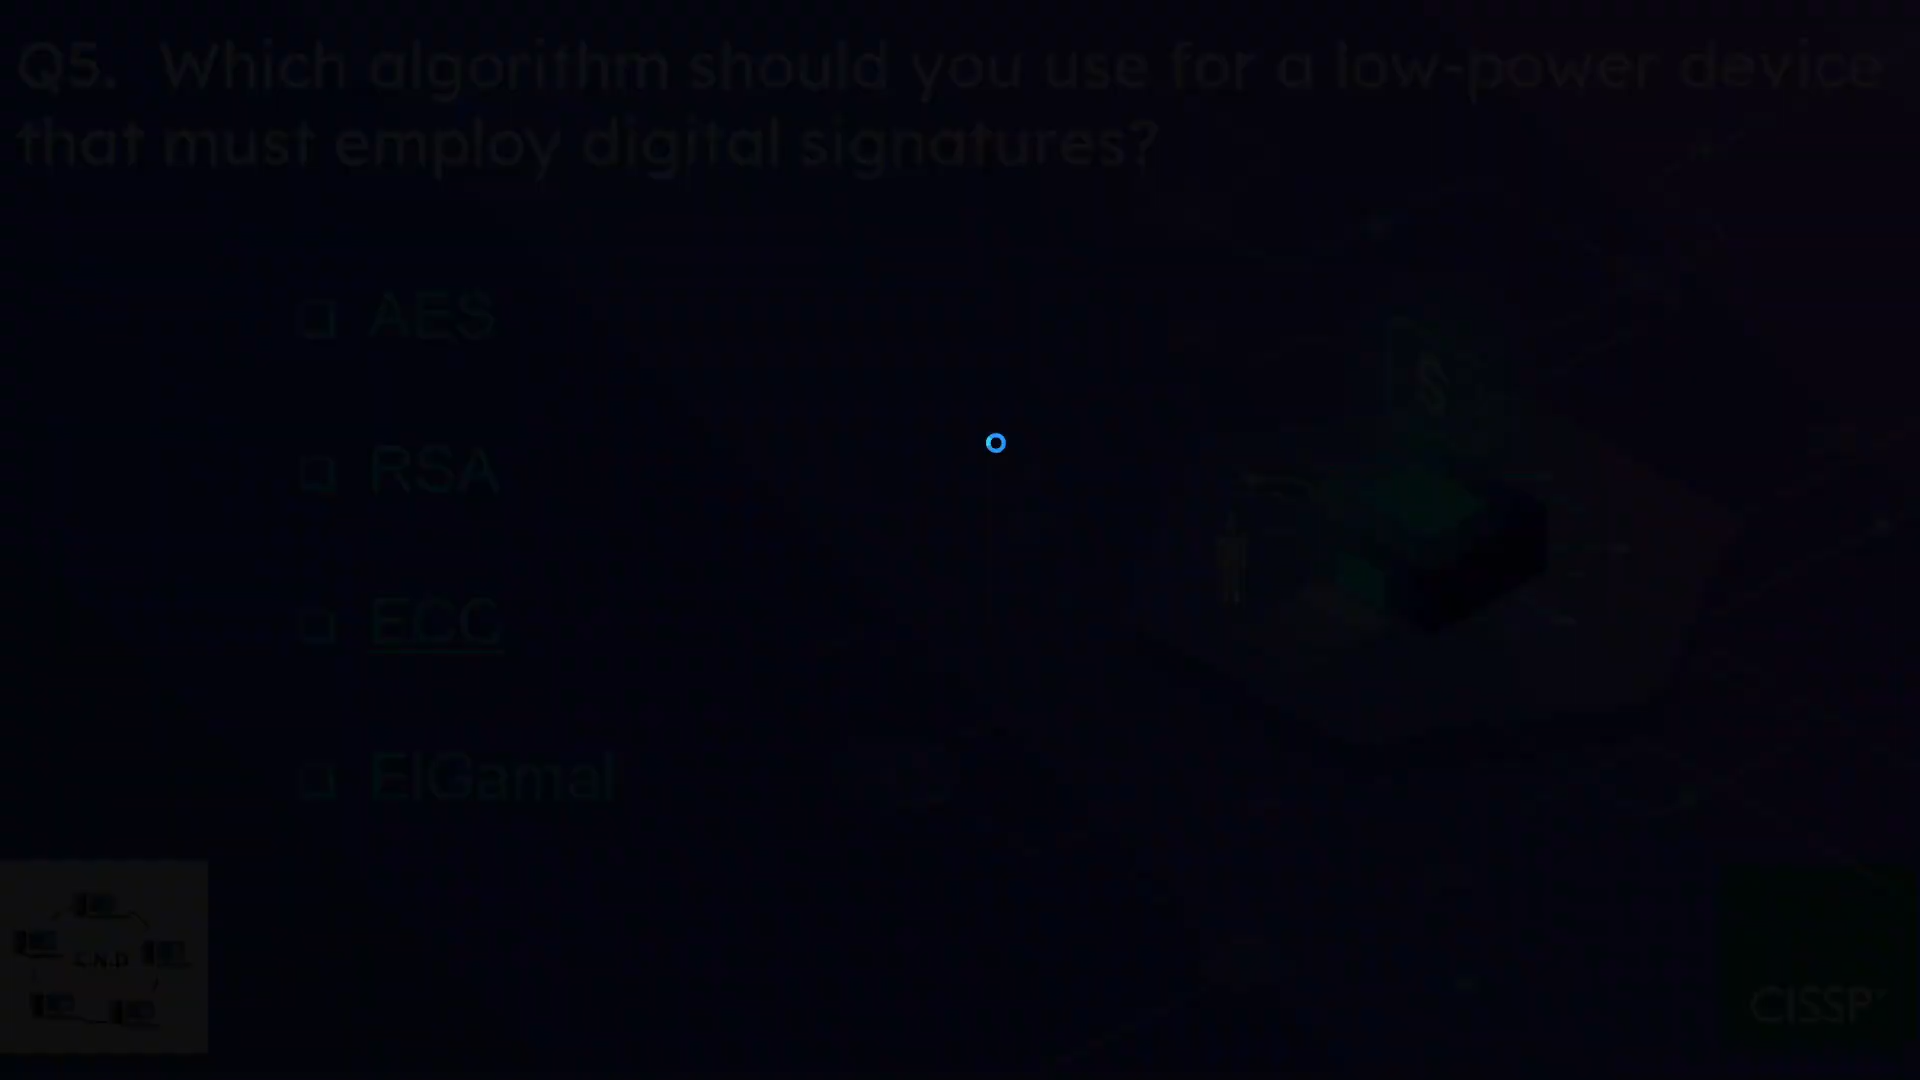 Q5. Which algorithm should you use for a low-power device
that must employ digital signatures?
AES
RSA
ECC
ElGamal
C.N.D
CISSP